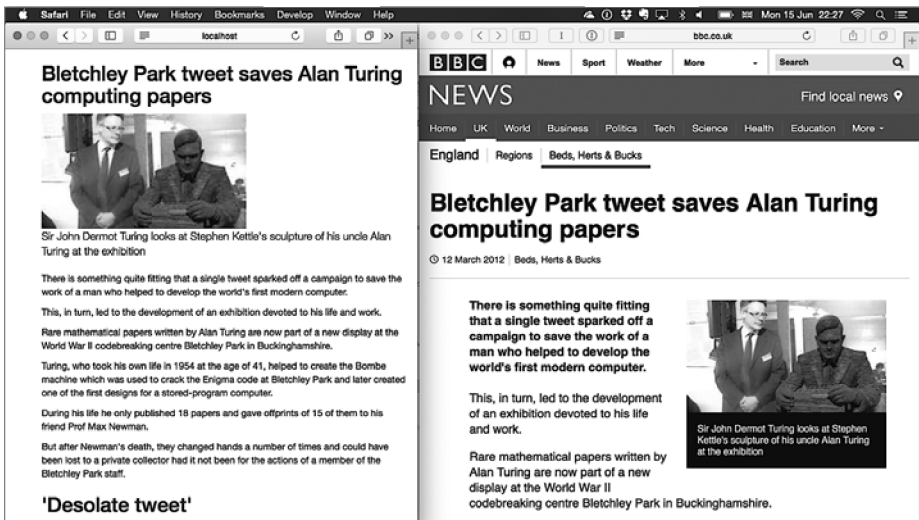 Safari File Edit View History Bookmarks Develop Window Help
Mon 15 Jun 22:27
localhost
Bletchley Park tweet saves Alan Turing
computing papers
Sir John Dermot Turing looks at Stephen Kettle's sculpture of his uncle Alan
Turing at the exhibition
There is something quite fitting that a single tweet sparked off a campaign to save the
work of a man who helped to develop the world's first modern computer.
This, in turn, led to the development of an exhibition devoted to his life and work.
Rare mathematical papers written by Alan Turing are now part of a new display at the
World War II codebreaking centre Bletchley Park in Buckinghamshire.
Turing, who took his own life in 1954 at the age of 41, helped to create the Bombe
machine which was used to crack the Enigma code at Bletchley Park and later created
one of the first designs for a stored-program computer.
During his life he only published 18 papers and gave offprints of 15 of them to his
friend Prof Max Newman.
But after Newman's death, they changed hands a number of times and could have
been lost to a private collector had it not been for the actions of a member of the
Bletchley Park staff.
'Desolate tweet'
bbc.co.uk
BBC News Sport Weather More Search
NEWS Find local news
Home UK World Business Politics Tech Science Health Education More
England Regions Beds, Herts & Bucks
Bletchley Park tweet saves Alan Turing
computing papers
12 March 2012 Beds, Herts & Bucks
There is something quite fitting
that a single tweet sparked off a
campaign to save the work of a
man who helped to develop the
world's first modern computer.
This, in turn, led to the development
of an exhibition devoted to his life
and work.
Sir John Dermot Turing looks at Stephen
Kettle's sculpture of his uncle Alan Turing
at the exhibition
Rare mathematical papers written by
Alan Turing are now part of a new
display at the World War II
codebreaking centre Bletchley Park in Buckinghamshire.